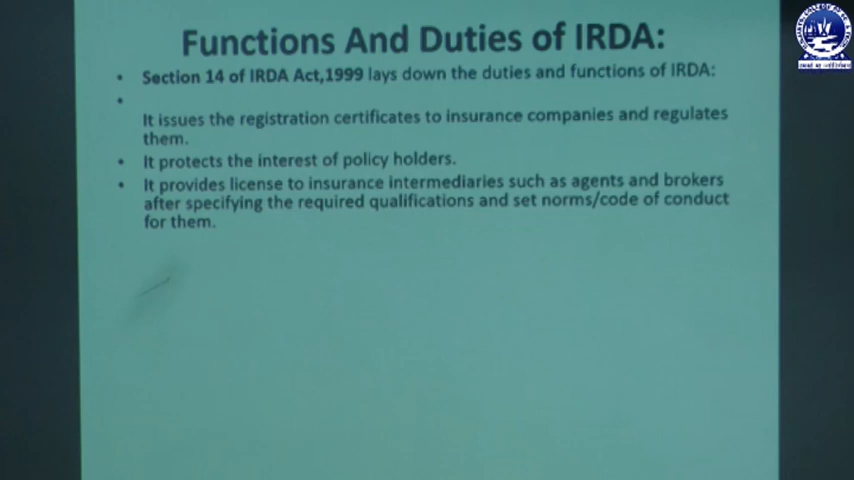 Functions And Duties of IRDA:
• Section 14 of IRDA Act,1999 lays down the duties and functions of IRDA:
•
It issues the registration certificates to insurance companies and regulates
them.
• It protects the interest of policy holders.
• It provides license to insurance intermediaries such as agents and brokers
after specifying the required qualifications and set norms/code of conduct
for them.